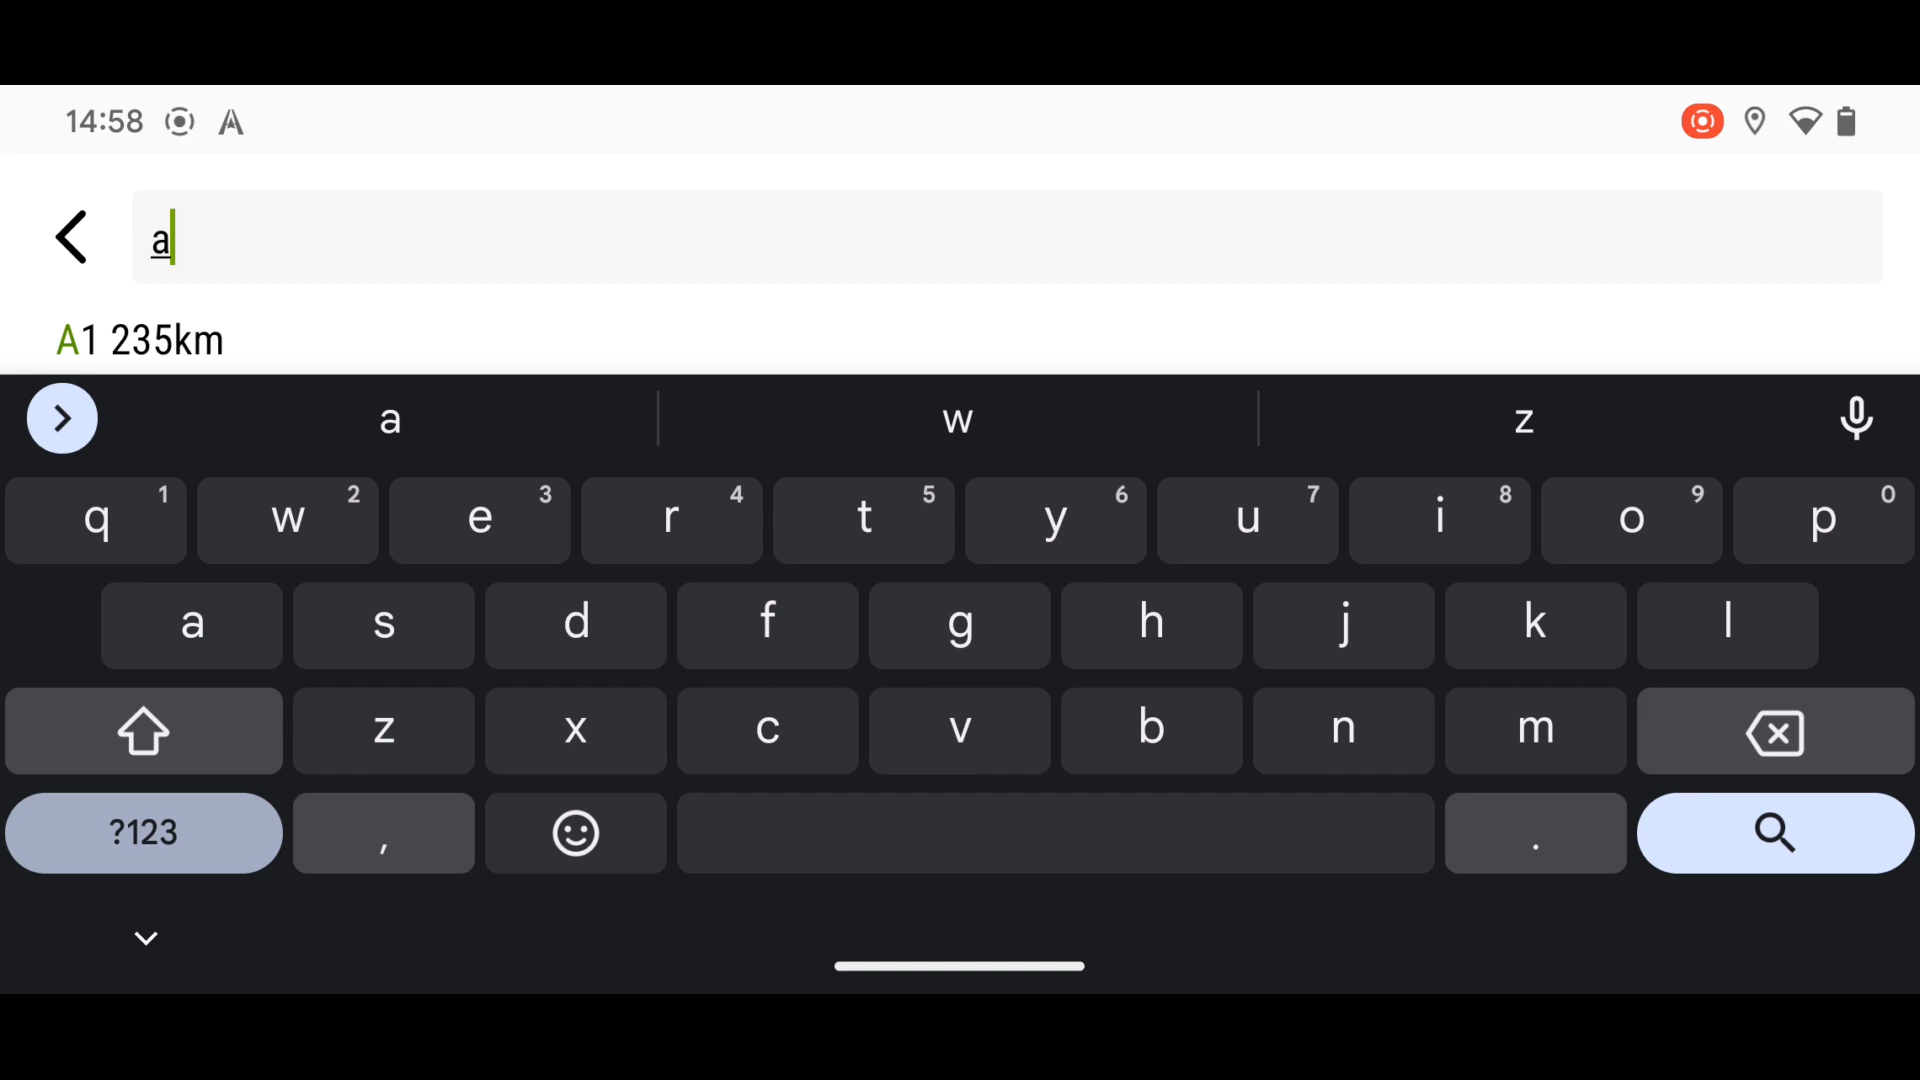 14:58
a
A1 235km
a w z
q 1 w 2 e 3 r 4 t 5 y 6 u 7 i 8 o 9 p 0
a s d f g h j k l
z x c v b n m
?123 , .